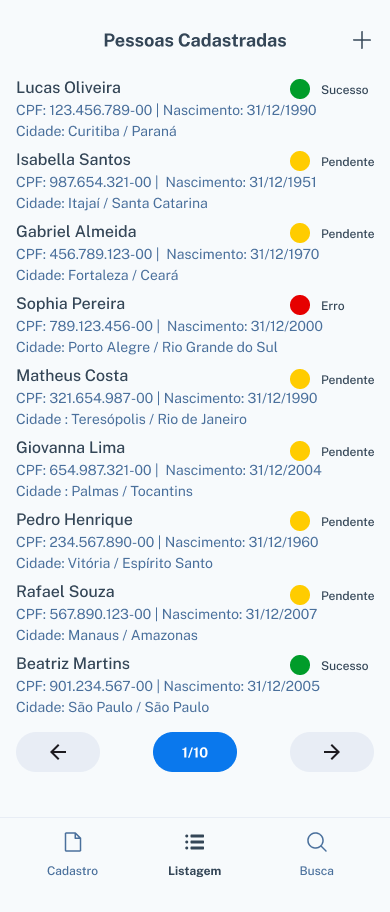 Pessoas Cadastradas
Lucas Oliveira
Sucesso
CPF: 123.456.789-00 | Nascimento: 31/12/1990
Cidade: Curitiba / Paraná
Isabella Santos
Pendente
CPF: 987.654.321-00 | Nascimento: 31/12/1951
Cidade: Itajaí / Santa Catarina
Gabriel Almeida
Pendente
CPF: 456.789.123-00 | Nascimento: 31/12/1970
Cidade: Fortaleza / Ceará
Sophia Pereira
Erro
CPF: 789.123.456-00 | Nascimento: 31/12/2000
Cidade: Porto Alegre / Rio Grande do Sul
Matheus Costa
Pendente
CPF: 321.654.987-00 | Nascimento: 31/12/1990
Cidade : Teresópolis / Rio de Janeiro
Giovanna Lima
Pendente
CPF: 654.987.321-00 | Nascimento: 31/12/2004
Cidade : Palmas / Tocantins
Pedro Henrique
Pendente
CPF: 234.567.890-00 | Nascimento: 31/12/1960
Cidade: Vitória / Espírito Santo
Rafael Souza
Pendente
CPF: 567.890.123-00 | Nascimento: 31/12/2007
Cidade: Manaus / Amazonas
Beatriz Martins
Sucesso
CPF: 901.234.567-00 | Nascimento: 31/12/2005
Cidade: São Paulo / São Paulo
1/10
Cadastro
Listagem
Busca